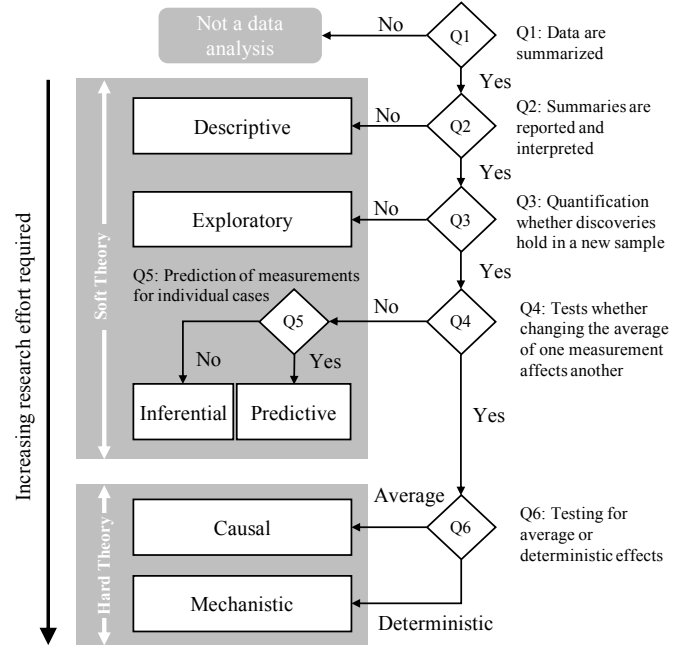 Not a data
analysis
No
Q1
Q1: Data are
summarized
Yes
Descriptive
No
Q2
Q2: Summaries are
reported and
interpreted
Yes
Exploratory
No
Q3
Q3: Quantification
whether discoveries
hold in a new
sample
Yes
Q5: Prediction of measurements
for individual cases
Q5
No
Q4
Q4: Tests whether
changing the average
of one measurement
affects another
No
Yes
Inferential
Predictive
Yes
Soft Theory
Increasing research effort required
Average
Causal
Q6
Q6: Testing for
average or
deterministic effects
Mechanistic
Deterministic
Hard Theory